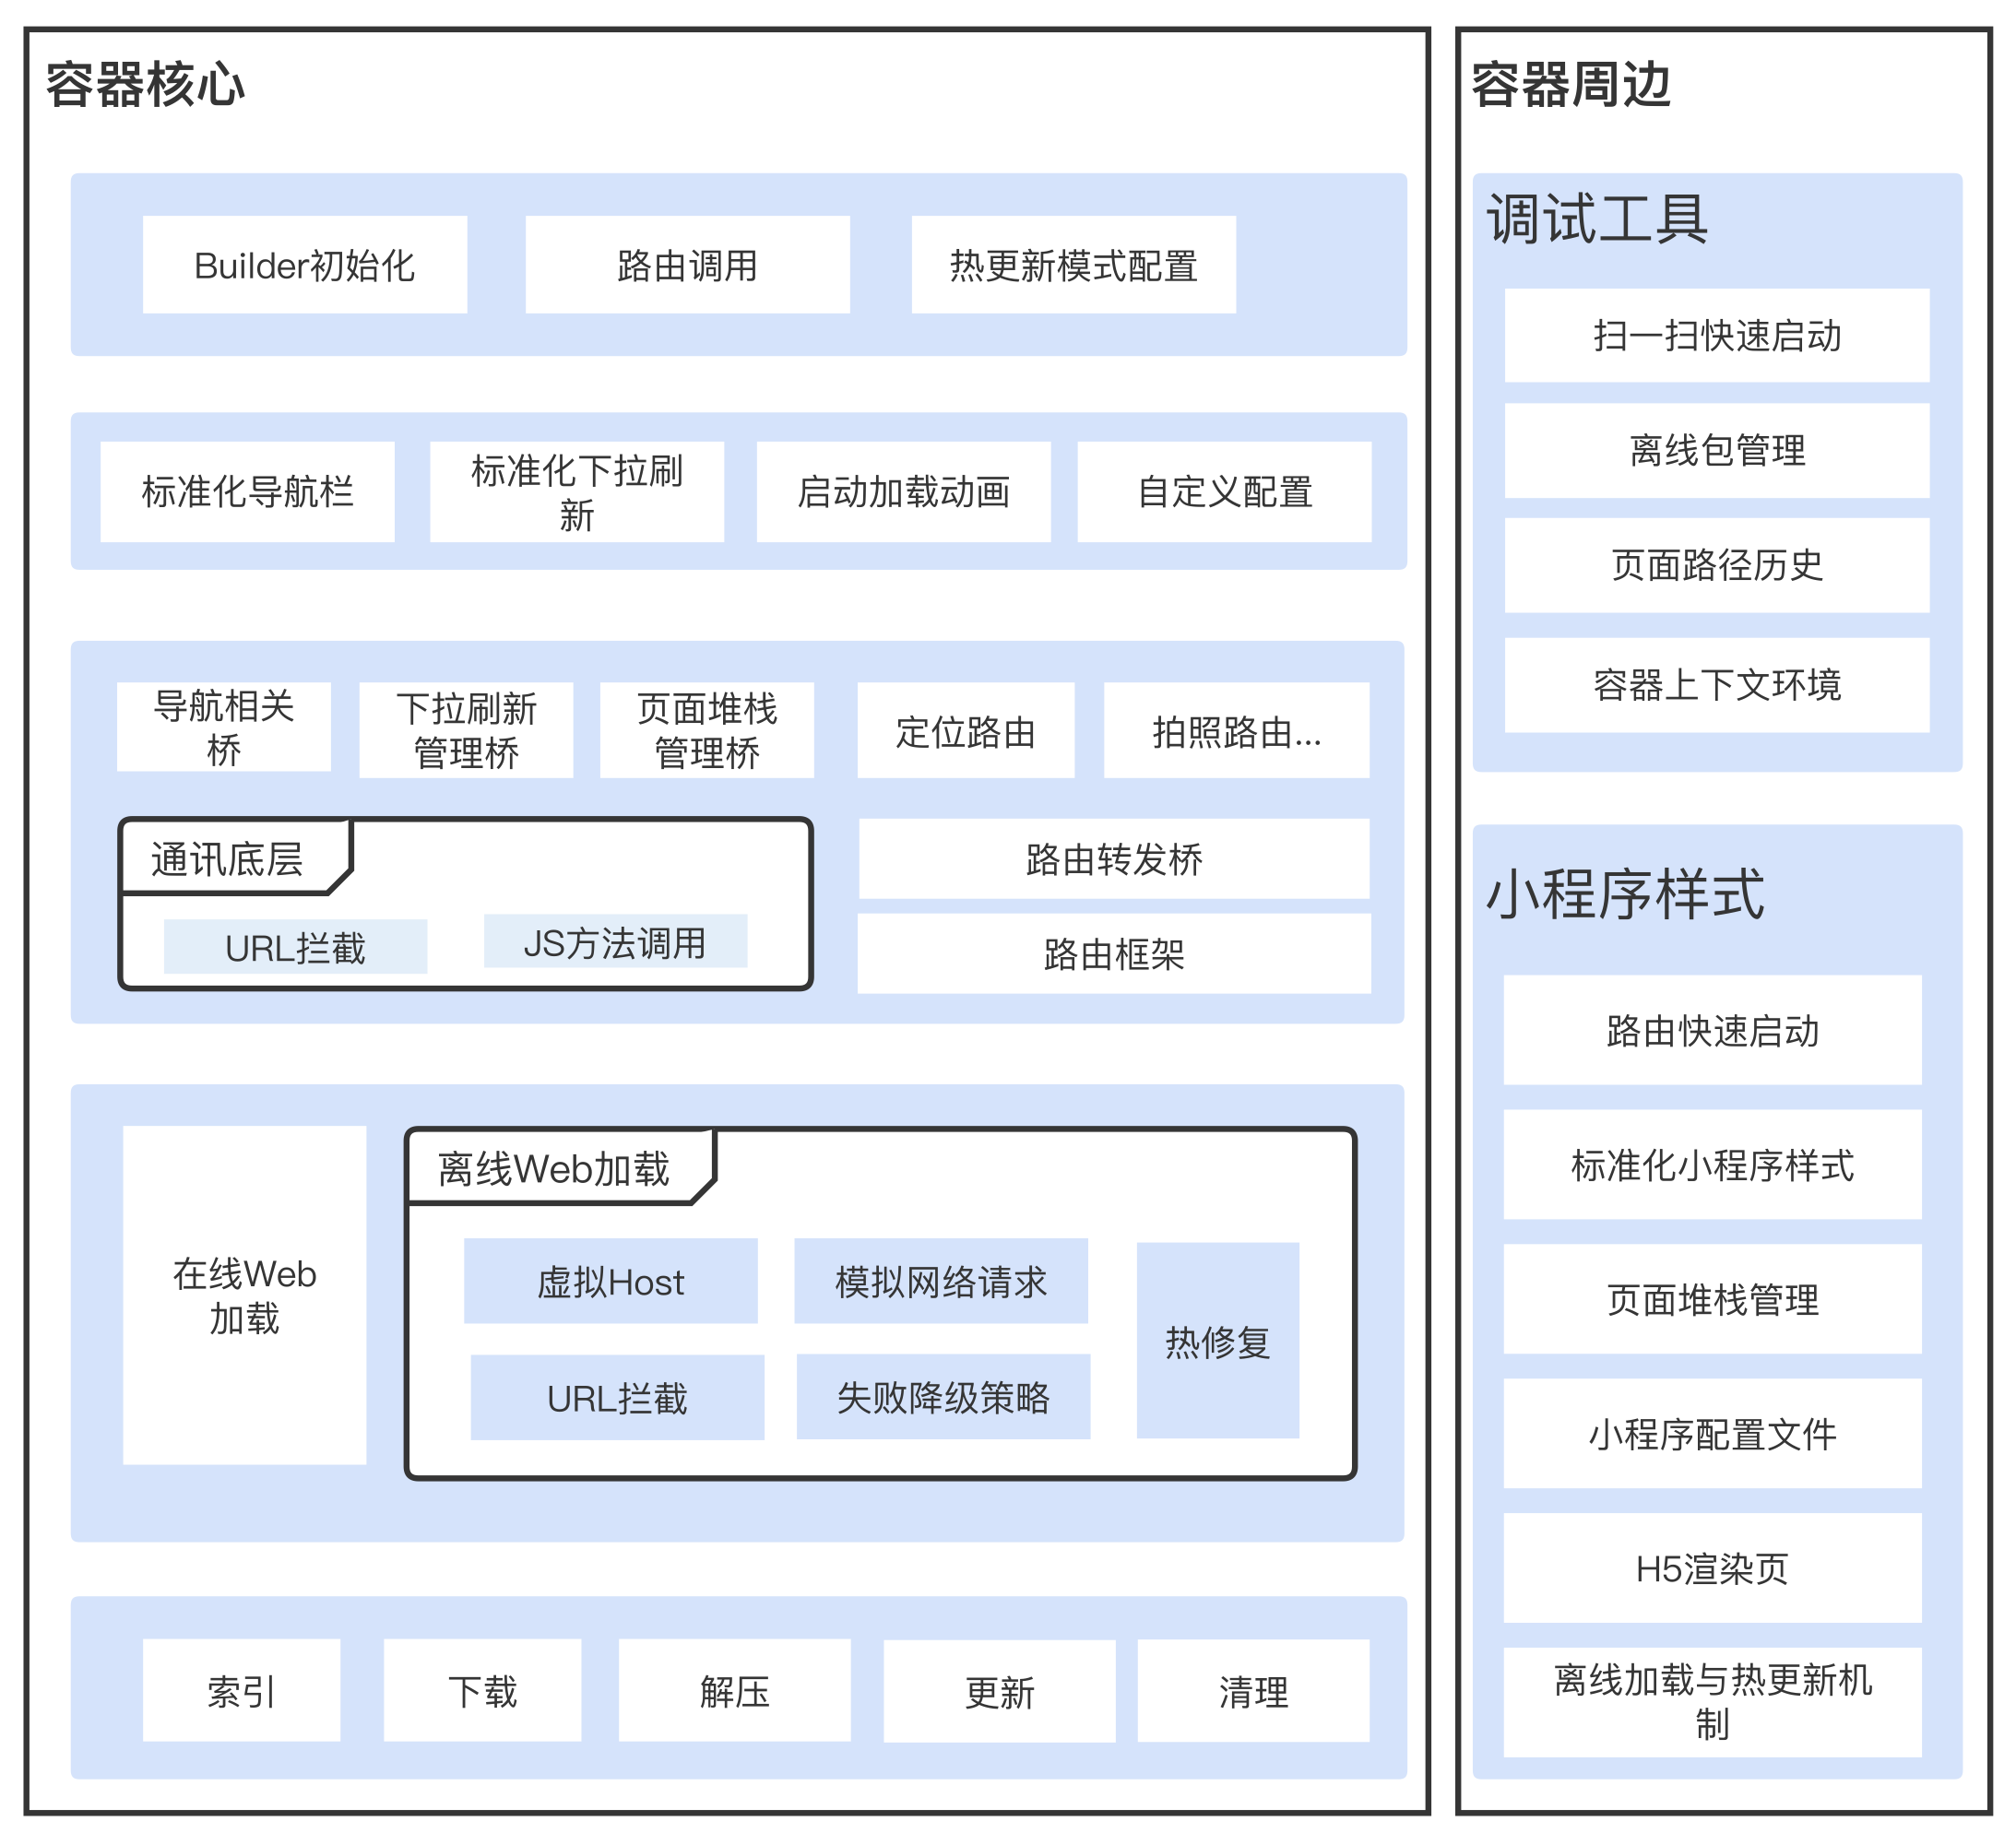 容器核心
Builder初始化
路由调用
热更新模式配置
标准化导航栏
标准化下拉刷
新
启动加载动画
自定义配置
导航相关
桥
下拉刷新
管理桥
页面堆栈
管理桥
定位路由
拍照路由...
通讯底层
URL拦截
JS方法调用
路由转发桥
路由框架
在线Web
加载
离线Web加载
虚拟Host
模拟网络请求
URL拦截
失败降级策略
热修复
索引
下载
解压
更新
清理
容器周边
调试工具
扫一扫快速启动
离线包管理
页面路径历史
容器上下文环境
小程序样式
路由快速启动
标准化小程序样式
页面堆栈管理
小程序配置文件
H5渲染页
离线加载与热更新机
制